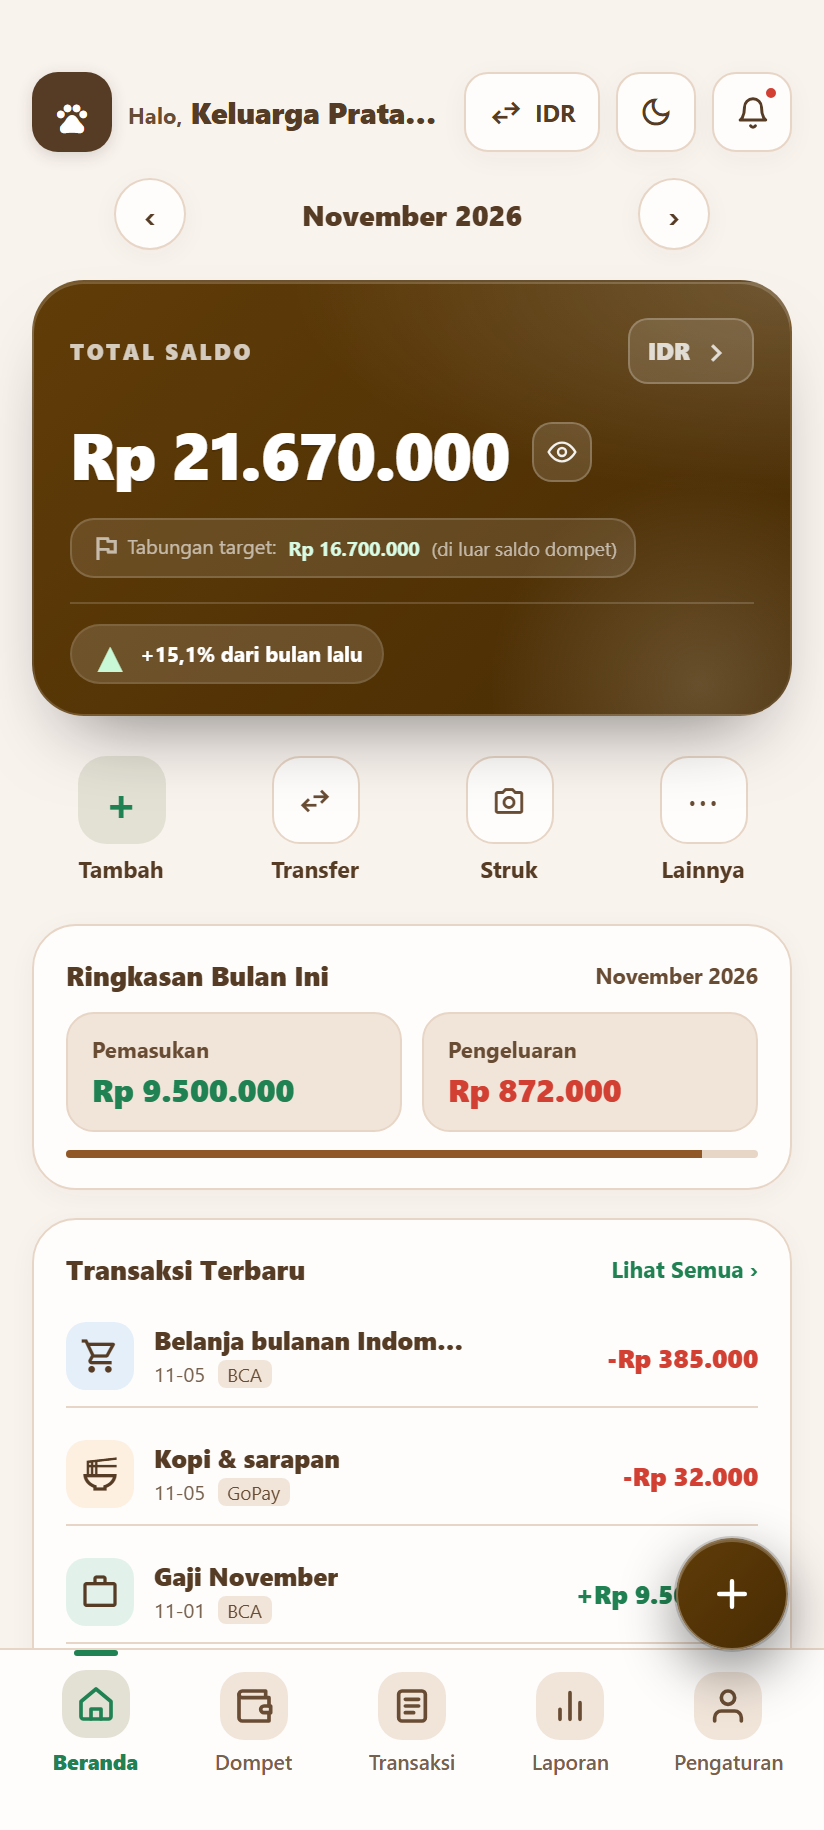 Halo, Keluarga Prata...
IDR
‹ November 2026 ›
TOTAL SALDO
IDR
Rp 21.670.000
Tabungan target: Rp 16.700.000 (di luar saldo dompet)
+15,1% dari bulan lalu
Tambah
Transfer
Struk
Lainnya
Ringkasan Bulan Ini
November 2026
Pemasukan
Rp 9.500.000
Pengeluaran
Rp 872.000
Transaksi Terbaru
Lihat Semua ›
Belanja bulanan Indom...
11-05 BCA
-Rp 385.000
Kopi & sarapan
11-05 GoPay
-Rp 32.000
Gaji November
11-01 BCA
+Rp 9.5
Beranda
Dompet
Transaksi
Laporan
Pengaturan